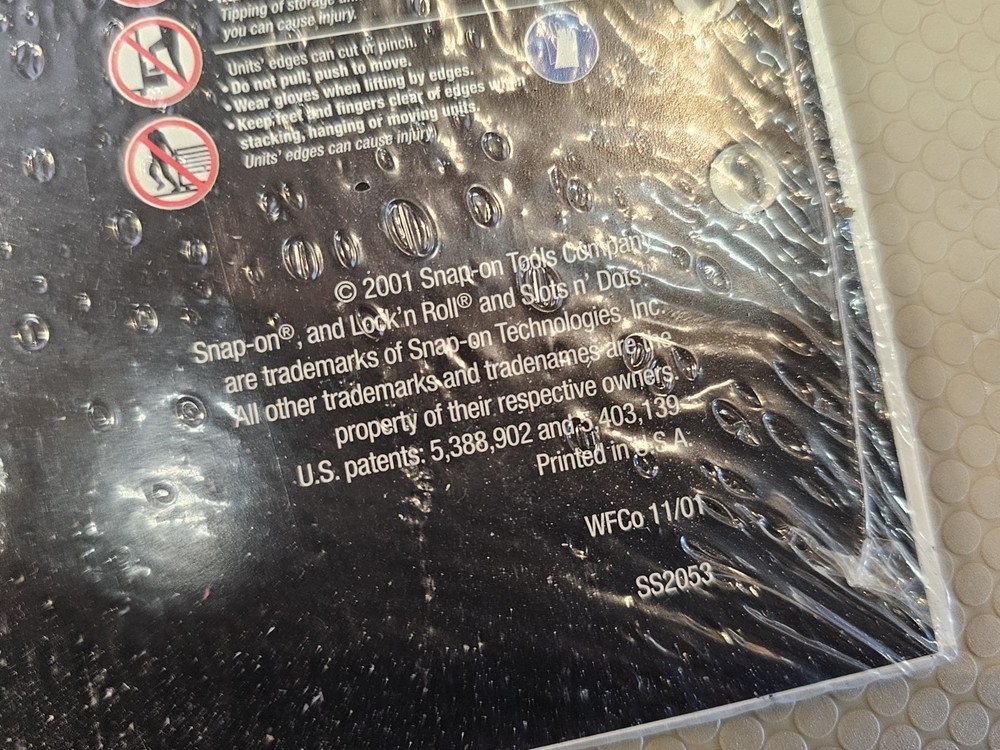 Tipping of storage
you can cause injury.
Units' edges can cut or pinch.
• Do not pull; push to move.
• Wear gloves when lifting by edges.
• Keep feet and fingers clear of edges when
stacking, hanging or moving units.
Units' edges can cause injury.
© 2001 Snap-on Tools Company
Snap-on®, and Lock'n Roll® and Slots n' Dots™
are trademarks of Snap-on Technologies, Inc.
All other trademarks and tradenames are the
property of their respective owners.
U.S. patents: 5,388,902 and 5,403,139
Printed in U.S.A.
WFCo 11/01
SS2053